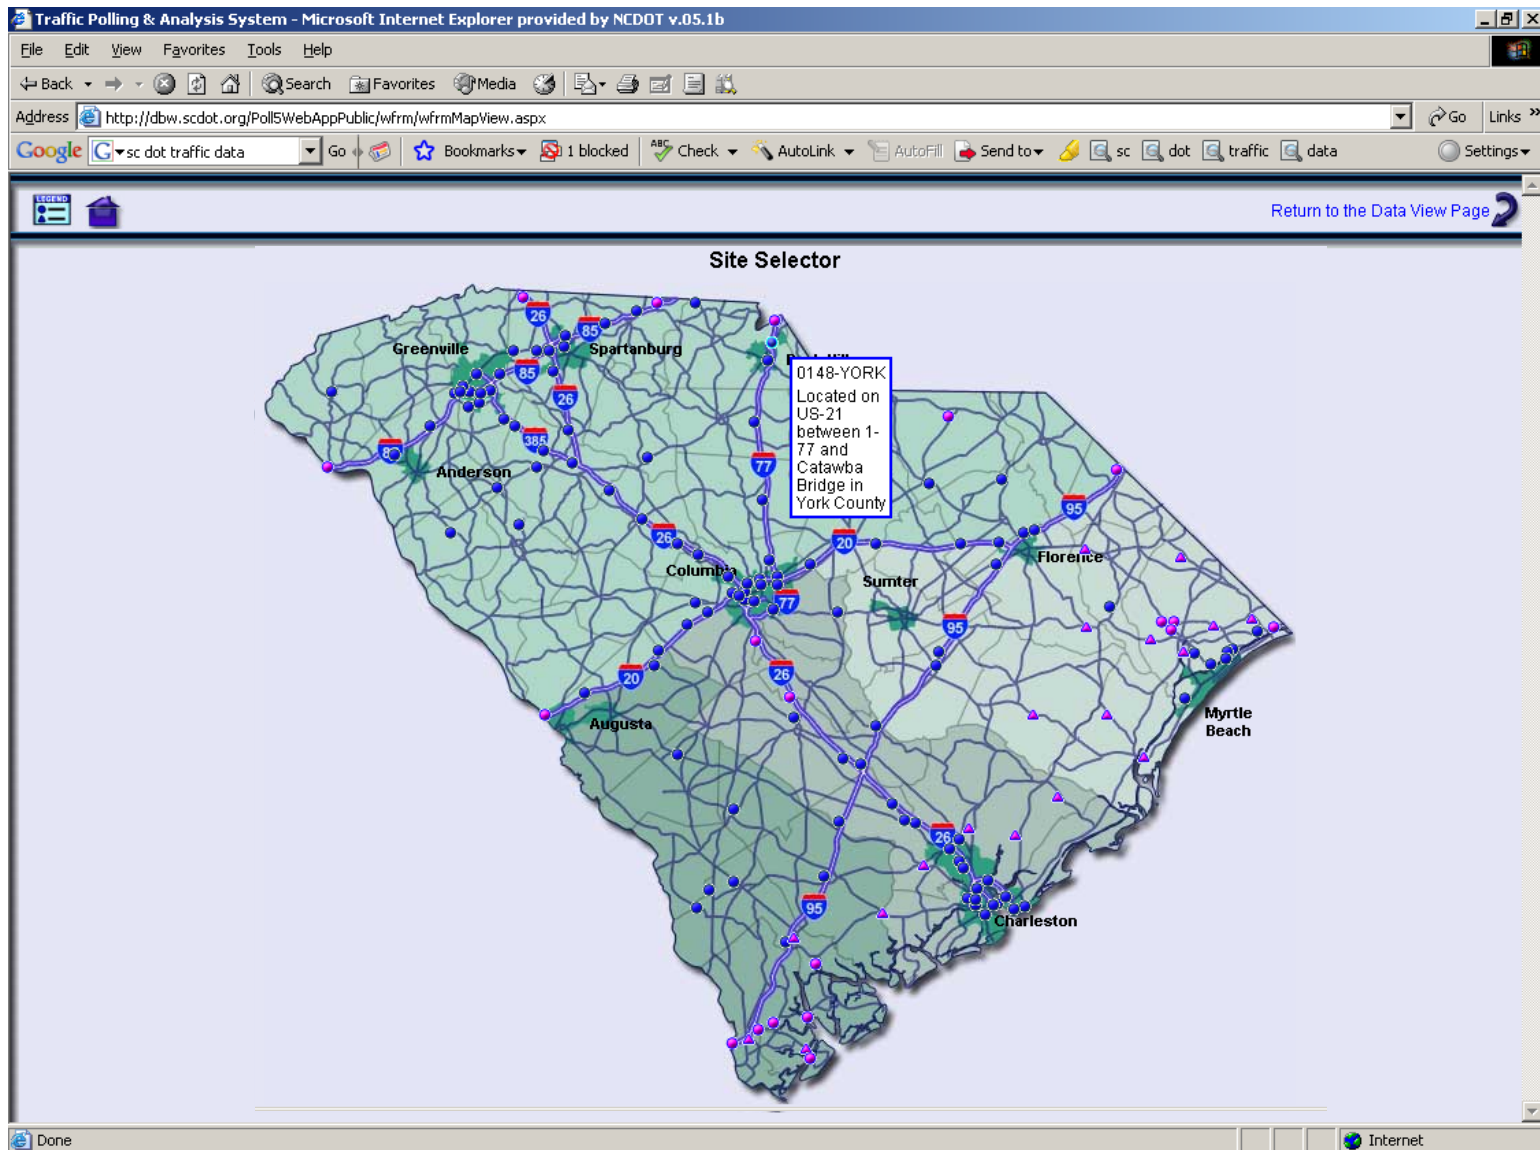 Traffic Polling & Analysis System - Microsoft Internet Explorer provided by NCDOT v.05.1b
File Edit View Favorites Tools Help
Back Search Favorites Media
Address http://dbw.scdot.org/Poll5WebAppPublic/wfrm/wfrmMapView.aspx Go Links »
Google G sc dot traffic data Go Bookmarks 1 blocked ABC Check AutoLink AutoFill Send to sc dot traffic data Settings
LEGEND
Return to the Data View Page
Site Selector
26
85
Greenville
Spartanburg
85
26
0148-YORK
Located on
US-21
between 1-
77 and
Catawba
Bridge in
York County
385
Anderson
77
95
26
20
Florence
Columbia
Sumter
77
95
20
26
Augusta
Myrtle
Beach
26
95
Charleston
Done Internet